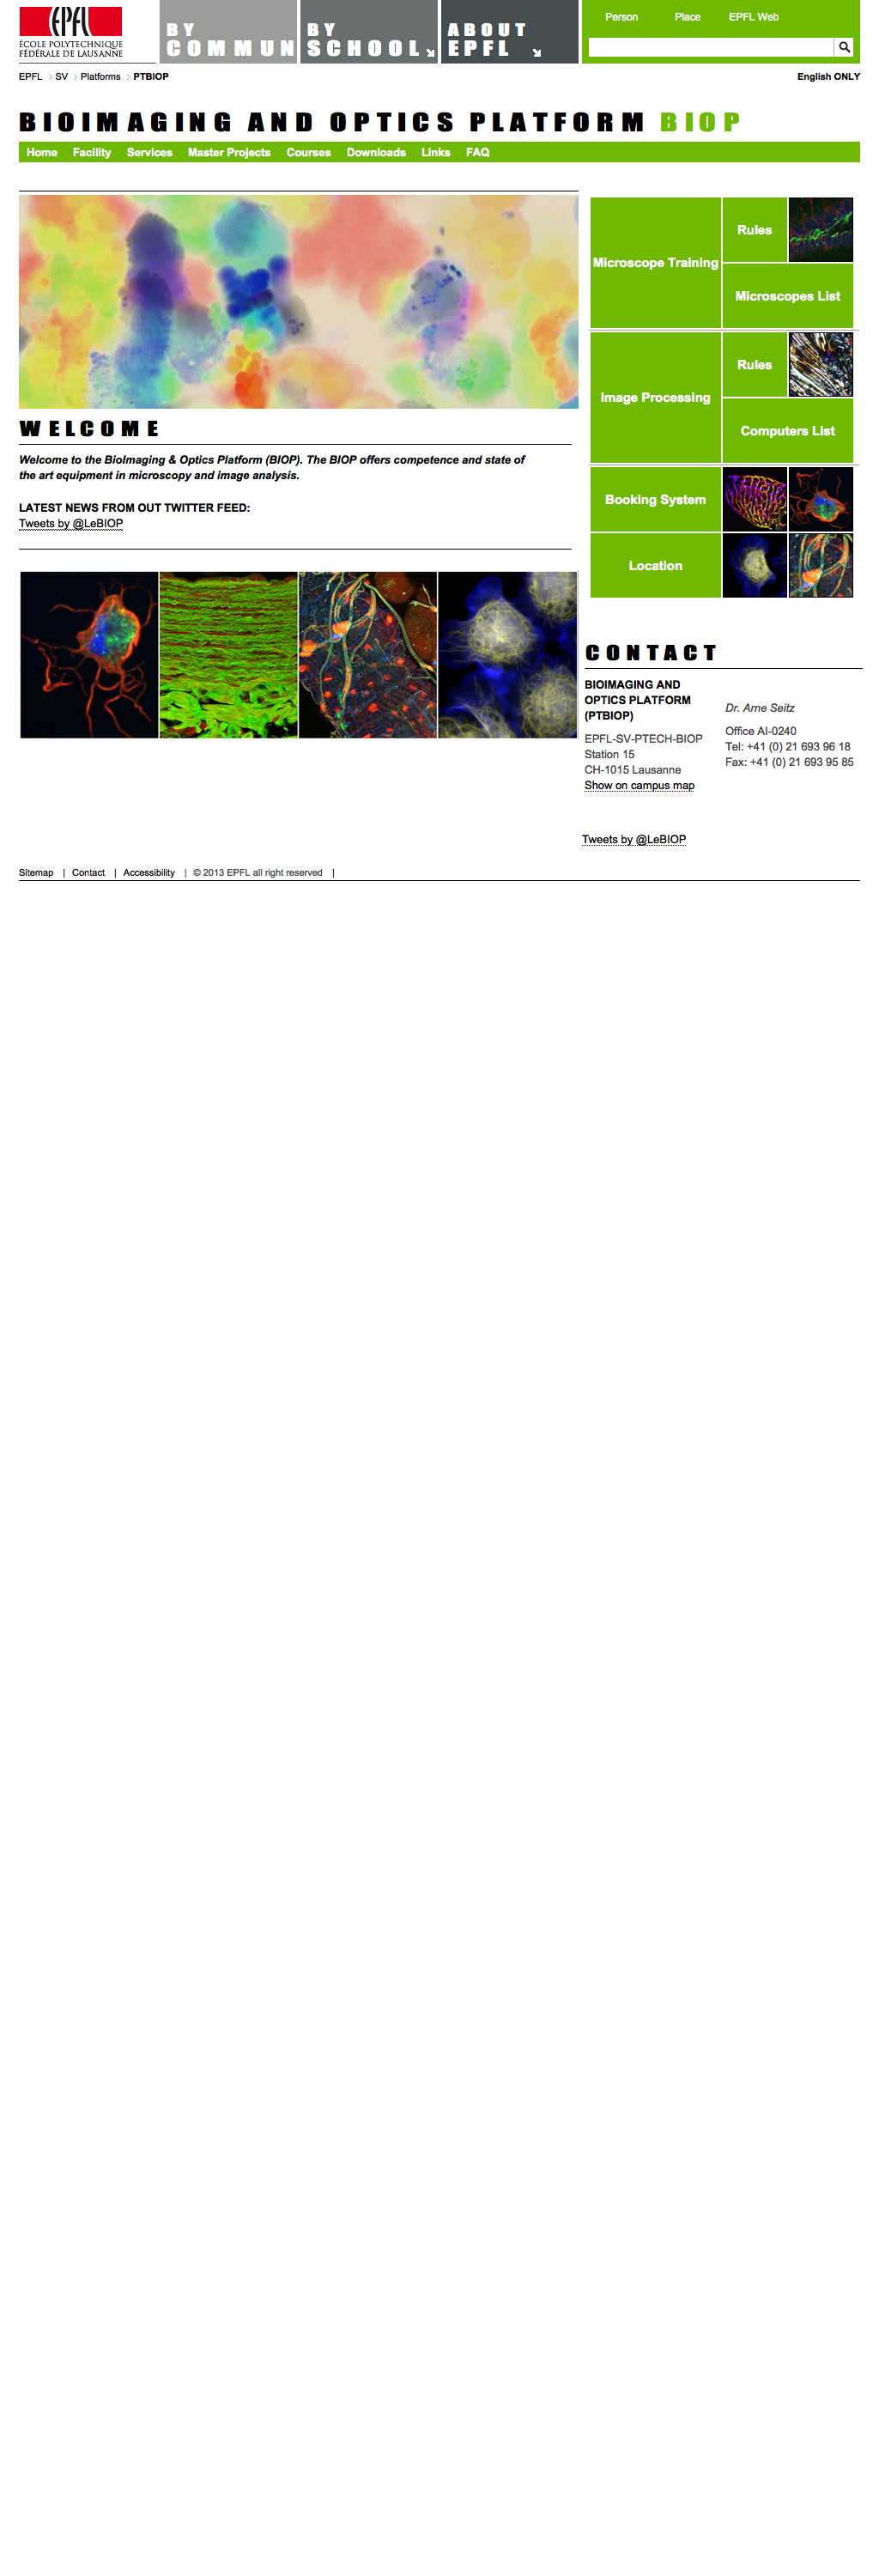 EPFL
ÉCOLE POLYTECHNIQUE
FÉDÉRALE DE LAUSANNE
BY
COMMUN
BY
SCHOOL
ABOUT
EPFL
Person Place EPFL Web
EPFL SV Platforms PTBIOP
English ONLY
BIOIMAGING AND OPTICS PLATFORM BIOP
Home Facility Services Master Projects Courses Downloads Links FAQ
WELCOME
Welcome to the BioImaging & Optics Platform (BIOP). The BIOP offers competence and state of
the art equipment in microscopy and image analysis.
LATEST NEWS FROM OUT TWITTER FEED:
Tweets by @LeBIOP
Microscope Training
Rules
Microscopes List
Image Processing
Rules
Computers List
Booking System
Location
CONTACT
BIOIMAGING AND
OPTICS PLATFORM
(PTBIOP)
EPFL-SV-PTECH-BIOP
Station 15
CH-1015 Lausanne
Show on campus map
Dr. Arne Seitz
Office AI-0240
Tel: +41 (0) 21 693 96 18
Fax: +41 (0) 21 693 95 85
Tweets by @LeBIOP
Sitemap | Contact | Accessibility | © 2013 EPFL all right reserved |